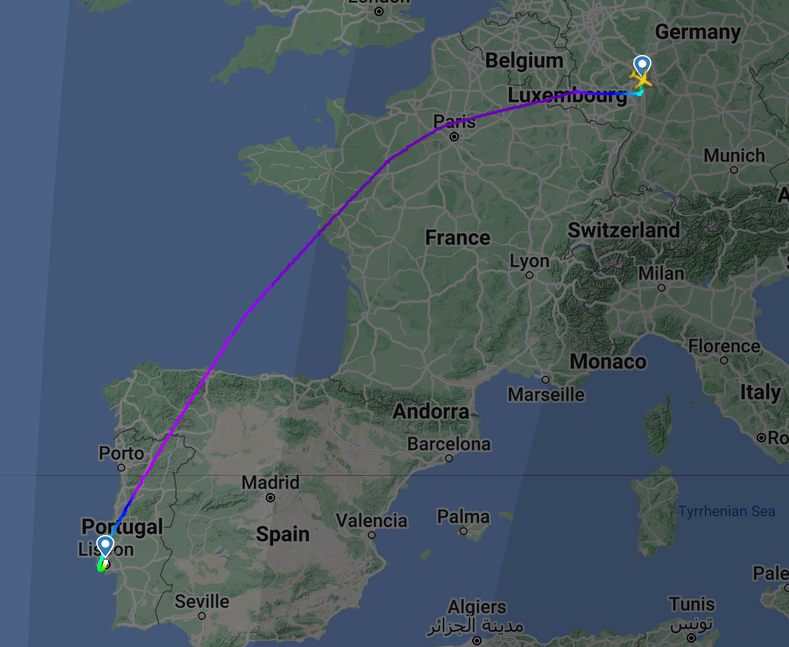 London
Germany
Belgium
Luxembourg
Paris
Munich
Switzerland
France
Lyon
Milan
Florence
Monaco
Marseille
Italy
Andorra
Barcelona
Ro
Porto
Madrid
Tyrrhenian Sea
Portugal
Spain
Valencia
Palma
Lisbon
Pale
Seville
Algiers
مدينة الجزائر
Tunis
تونس